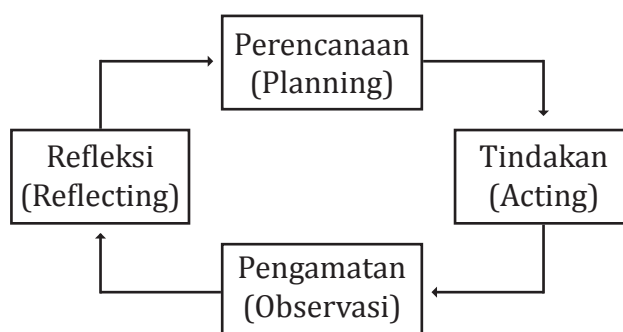 Perencanaan
(Planning)
Refleksi
(Reflecting)
Tindakan
(Acting)
Pengamatan
(Observasi)